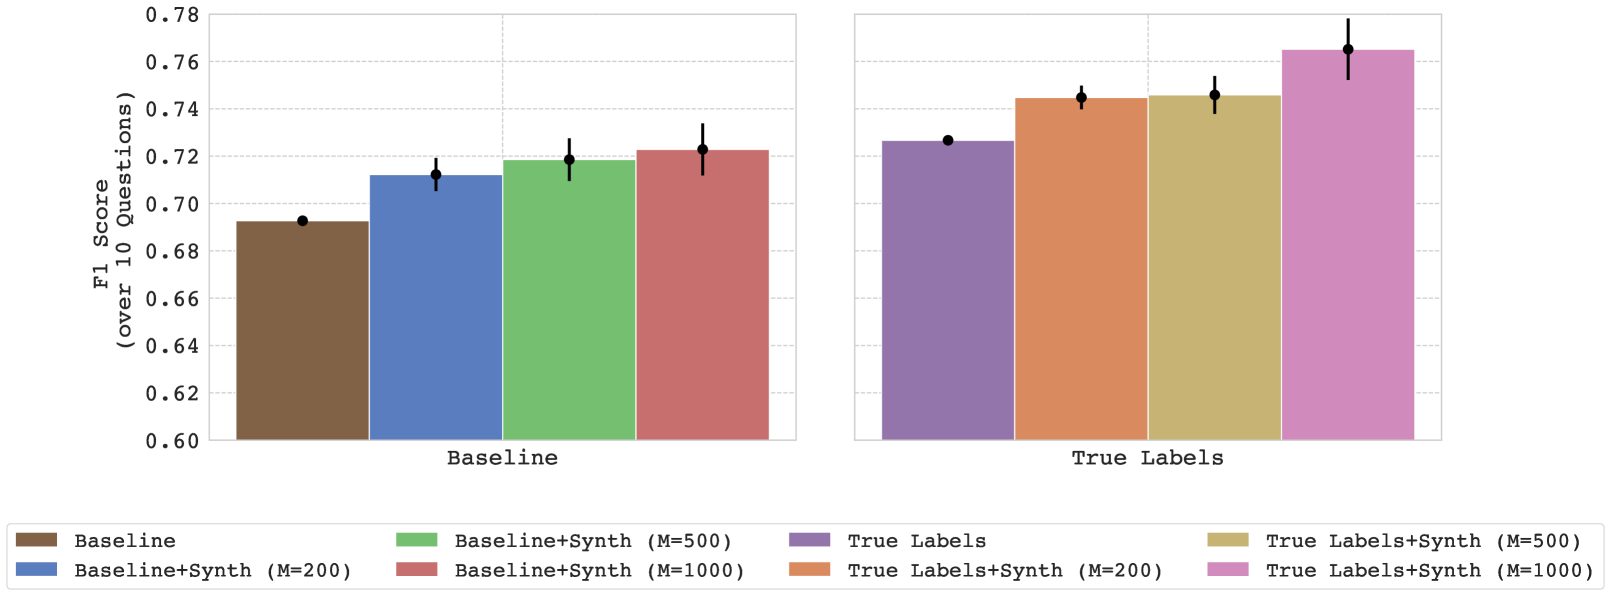 0.78
0.76
0.74
0.72
0.70
0.68
0.66
0.64
0.62
0.60
F1 Score
(over 10 Questions)
Baseline
True Labels
Baseline
Baseline+Synth (M=200)
Baseline+Synth (M=500)
Baseline+Synth (M=1000)
True Labels
True Labels+Synth (M=200)
True Labels+Synth (M=500)
True Labels+Synth (M=1000)